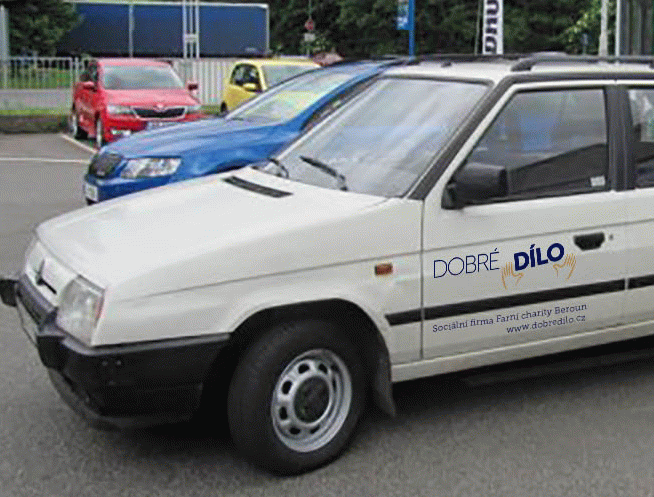 DOBRÉ DÍLO
Sociální firma Farní charity Beroun
www.dobredilo.cz